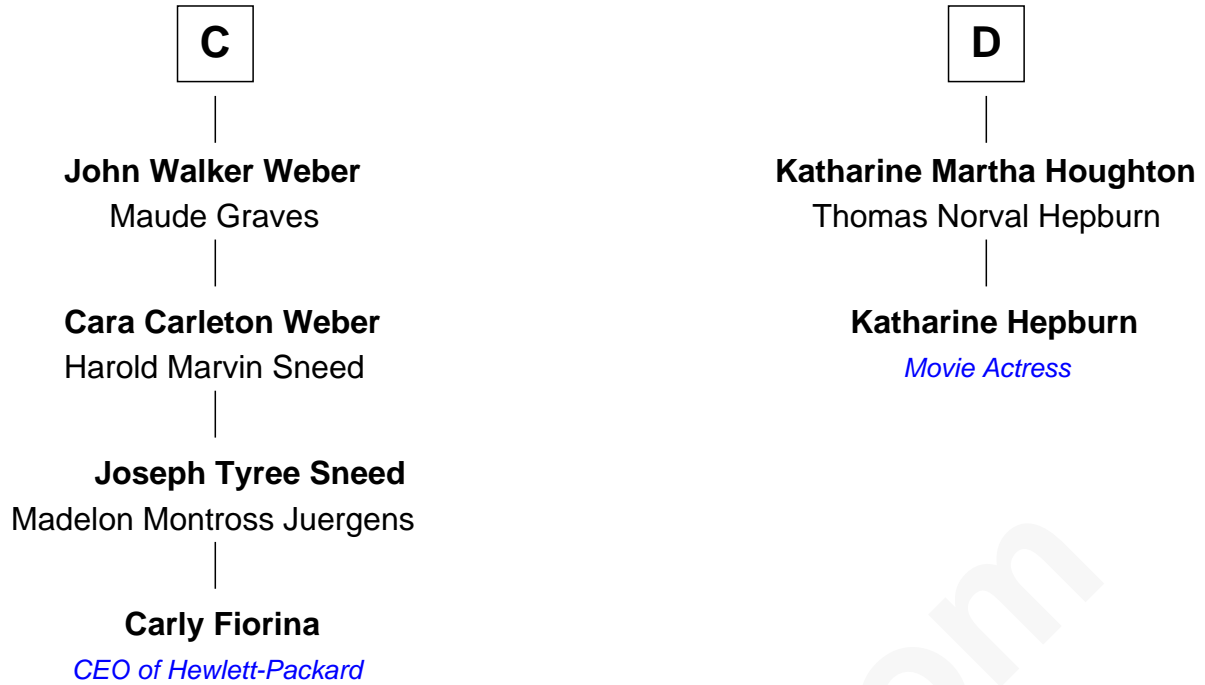 C
John Walker Weber
Maude Graves
Cara Carleton Weber
Harold Marvin Sneed
Joseph Tyree Sneed
Madelon Montross Juergens
Carly Fiorina
CEO of Hewlett-Packard
D
Katharine Martha Houghton
Thomas Norval Hepburn
Katharine Hepburn
Movie Actress
om